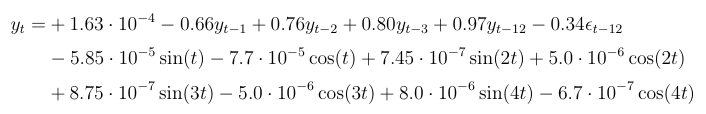 y_t = + 1.63 · 10^{-4} − 0.66y_{t−1} + 0.76y_{t−2} + 0.80y_{t−3} + 0.97y_{t−12} − 0.34ϵ_{t−12}
− 5.85 · 10^{-5} sin(t) − 7.7 · 10^{-5} cos(t) + 7.45 · 10^{-7} sin(2t) + 5.0 · 10^{-6} cos(2t)
+ 8.75 · 10^{-7} sin(3t) − 5.0 · 10^{-6} cos(3t) + 8.0 · 10^{-6} sin(4t) − 6.7 · 10^{-7} cos(4t)